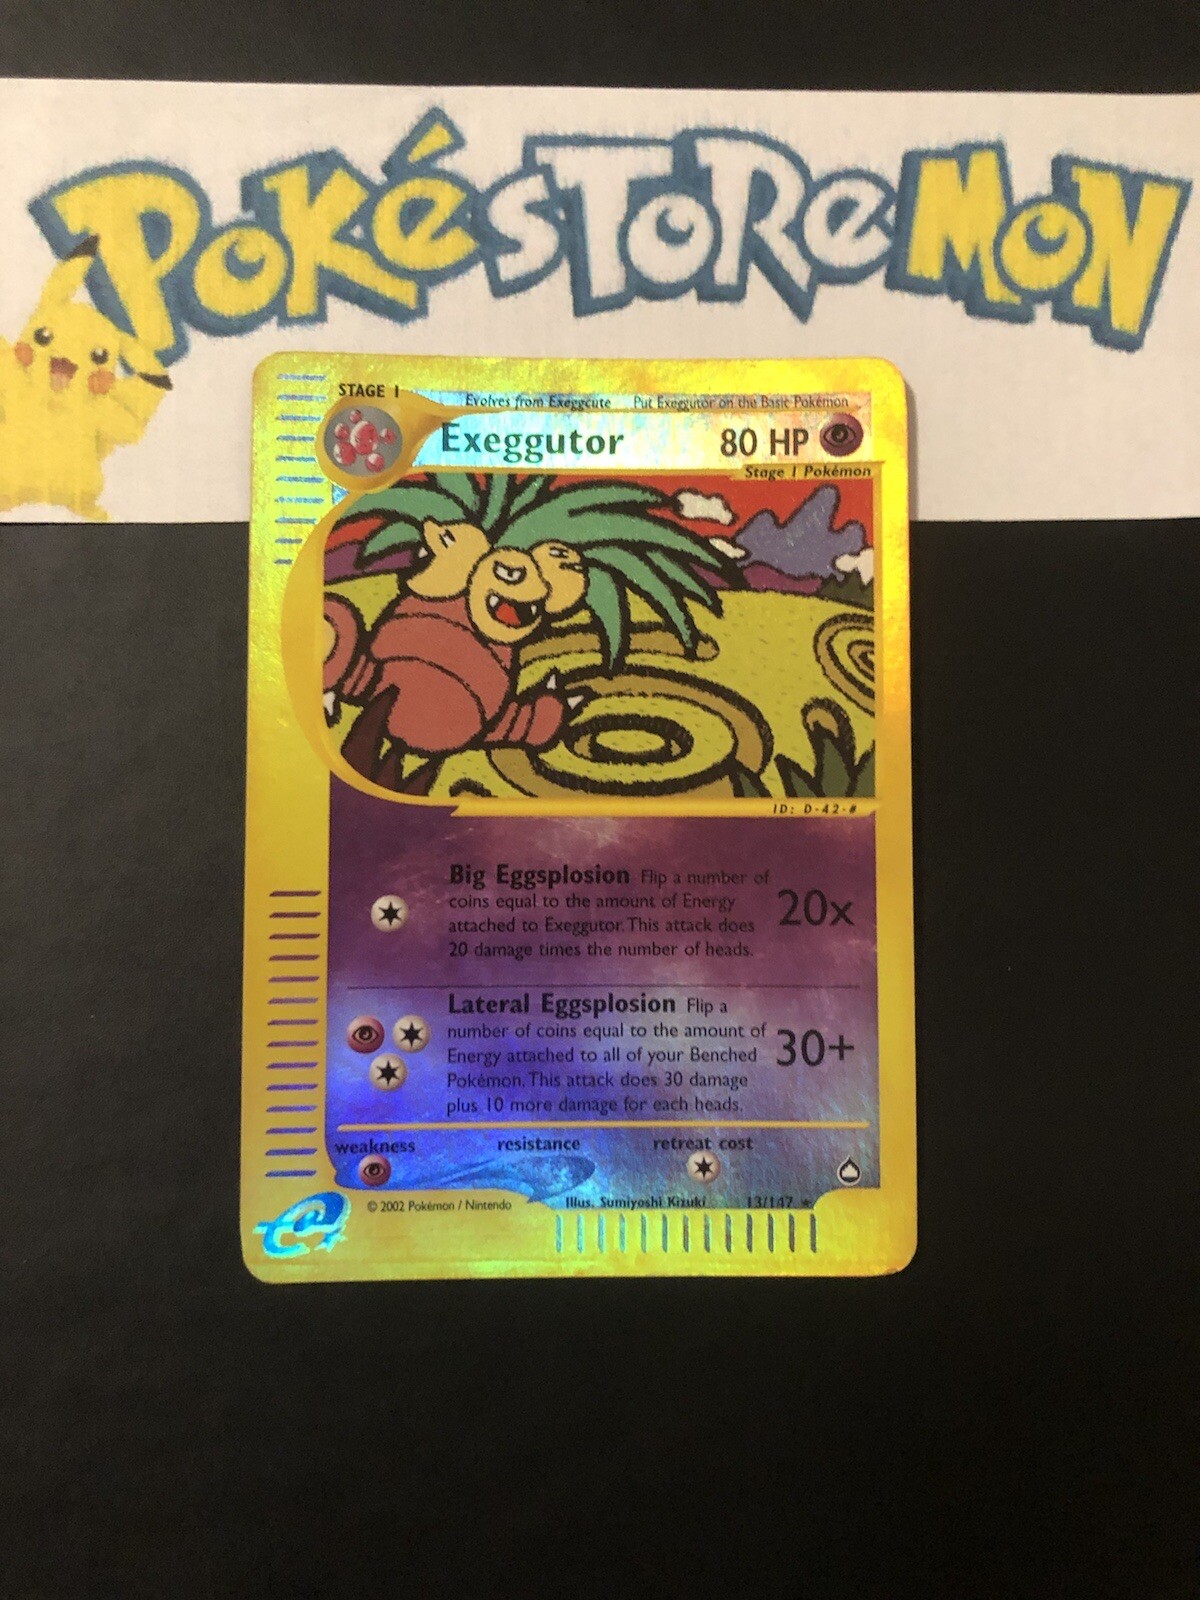 PoKéSToReMoN
STAGE 1
Evolves from Exeggcute Put Exeggutor on the Basic Pokémon
Exeggutor 80 HP
Stage 1 Pokémon
ID: D-42-#
Big Eggsplosion Flip a number of
coins equal to the amount of Energy
attached to Exeggutor. This attack does
20 damage times the number of heads.
20x
Lateral Eggsplosion Flip a
number of coins equal to the amount of
Energy attached to all of your Benched
Pokémon. This attack does 30 damage
plus 10 more damage for each heads.
30+
weakness resistance retreat cost
e
© 2002 Pokémon / Nintendo Illus. Sumiyoshi Kizuki 13/147 ★